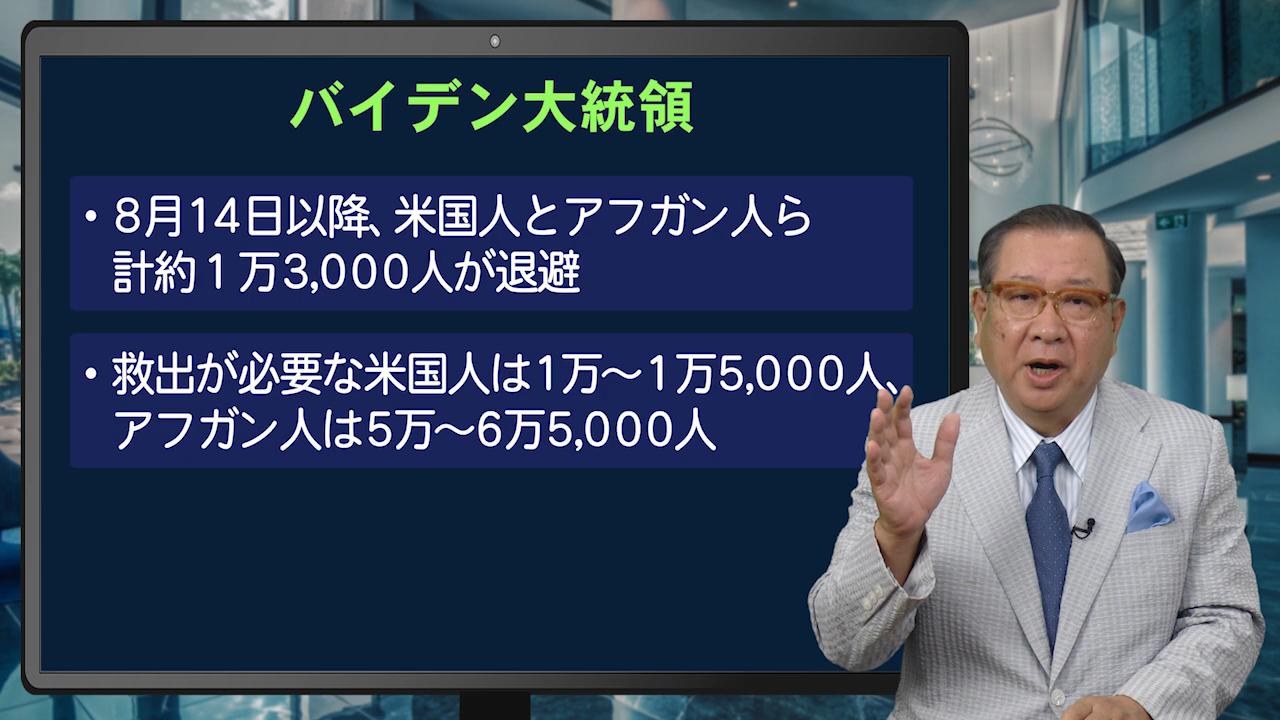 バイデン大統領
・8月14日以降、米国人とアフガン人ら
計約1万3,000人が退避
・救出が必要な米国人は1万～1万5,000人、
アフガン人は5万～6万5,000人